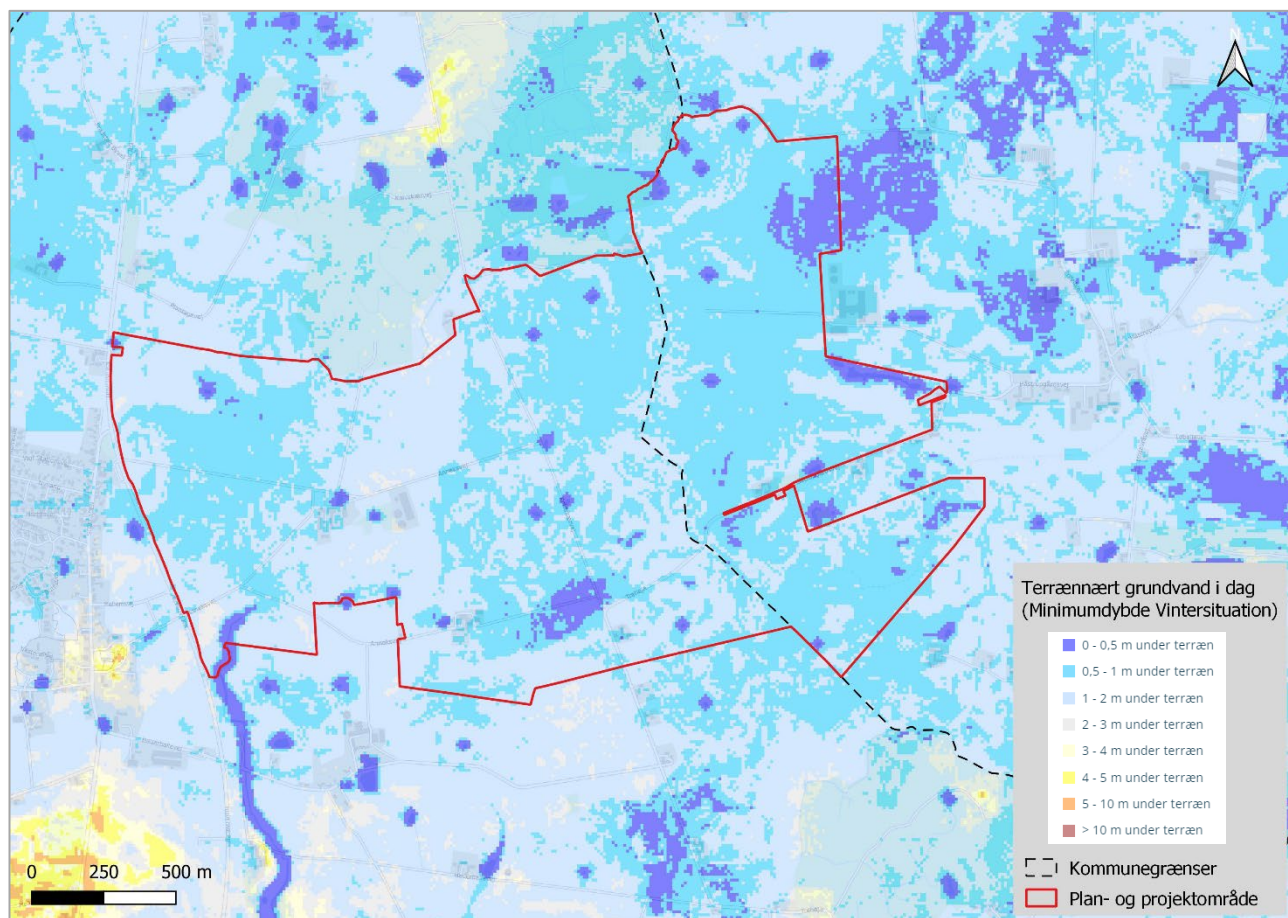 Terrænnært grundvand i dag
(Minimumdybde Vintersituation)
0 - 0,5 m under terræn
0,5 - 1 m under terræn
1 - 2 m under terræn
2 - 3 m under terræn
3 - 4 m under terræn
4 - 5 m under terræn
5 - 10 m under terræn
> 10 m under terræn
Kommunegrænser
Plan- og projektområde
0 250 500 m